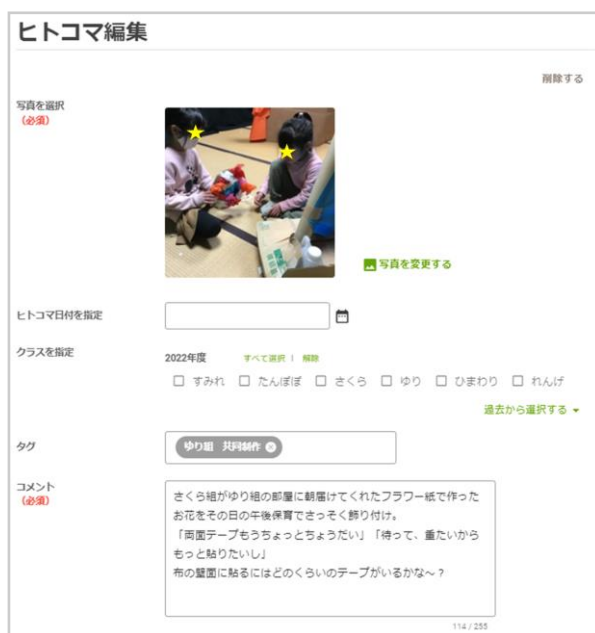 ヒトコマ編集
削除する
写真を選択
(必須)
写真を変更する
ヒトコマ日付を指定
クラスを指定
2022年度 すべて選択 | 解除
すみれ たんぽぽ さくら ゆり ひまわり れんげ
過去から選択する
タグ
ゆり組 共同制作
コメント
(必須)
さくら組がゆり組の部屋に朝届けてくれたフラワー紙で作った
お花をその日の午後保育でさっそく飾り付け。
「両面テープもうちょっとちょうだい」「待って、重たいから
もっと貼りたいし」
布の壁面に貼るにはどのくらいのテープがいるかな～?
114 / 255